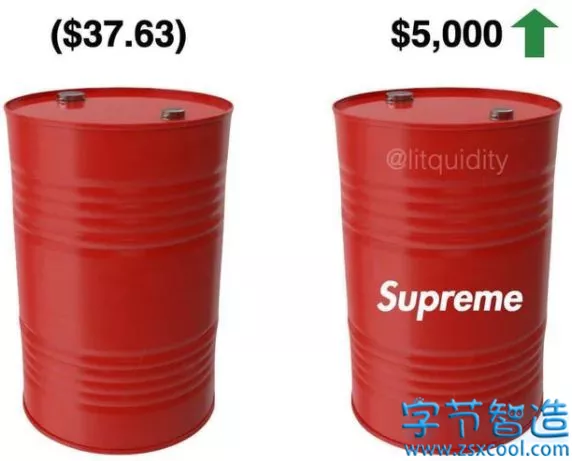 ($37.63)
$5,000
@litquidity
Supreme
字节智造
www.zsxcool.com